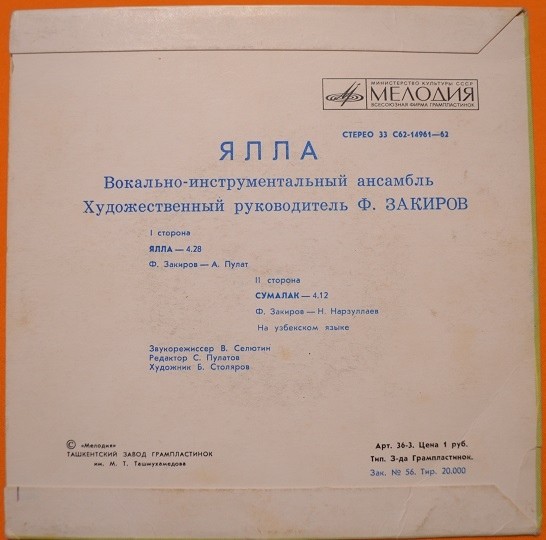 МИНИСТЕРСТВО КУЛЬТУРЫ СССР
МЕЛОДИЯ
ВСЕСОЮЗНАЯ ФИРМА ГРАМПЛАСТИНОК
СТЕРЕО 33 С62-14961—62
ЯЛЛА
Вокально-инструментальный ансамбль
Художественный руководитель Ф. ЗАКИРОВ
I сторона
ЯЛЛА — 4.28
Ф. Закиров — А. Пулат
II сторона
СУМАЛАК — 4.12
Ф. Закиров — Н. Нарзуллаев
На узбекском языке
Звукорежиссер В. Селютин
Редактор С. Пулатов
Художник Б. Столяров
© «Мелодия»
ТАШКЕНТСКИЙ ЗАВОД ГРАМПЛАСТИНОК
им. М. Т. Ташмухамедова
Арт. 36-3. Цена 1 руб.
Тип. З-да Грампластинок.
Зак. № 56. Тир. 20.000